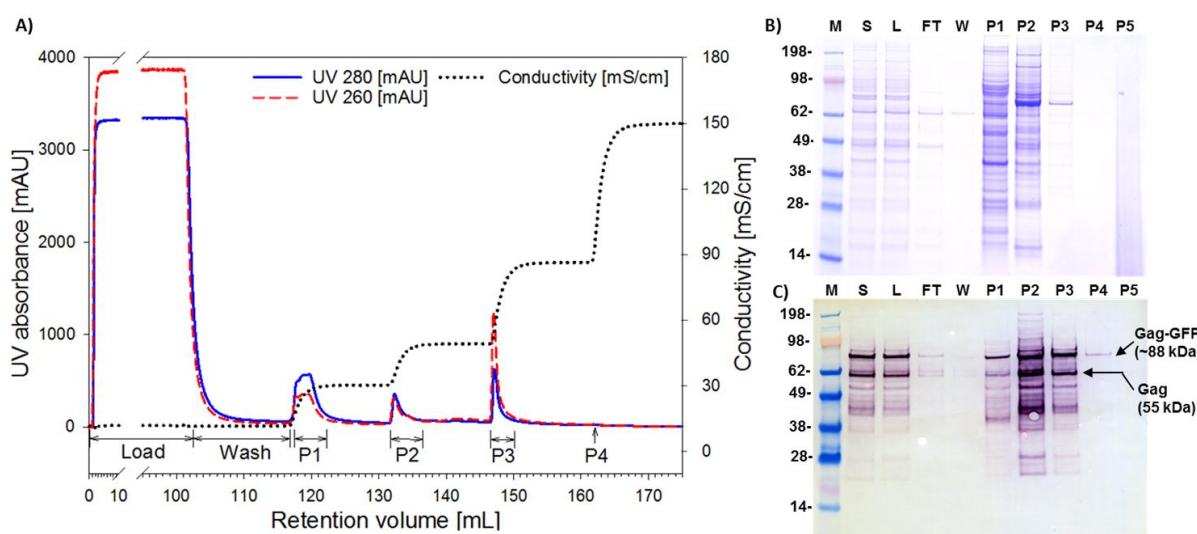 A)
UV absorbance [mAU]
4000
3000
2000
1000
0
UV 280 [mAU]
UV 260 [mAU]
Conductivity [mS/cm]
180
150
120
90
60
30
0
Conductivity [mS/cm]
Load
Wash
P1
P2
P3
P4
0 10 100 110 120 130 140 150 160 170
Retention volume [mL]
B)
M S L FT W P1 P2 P3 P4 P5
198-
98-
62-
49-
38-
28-
14-
C)
M S L FT W P1 P2 P3 P4 P5
198-
98-
62-
49-
38-
28-
14-
Gag-GFP
(~88 kDa)
Gag
(55 kDa)